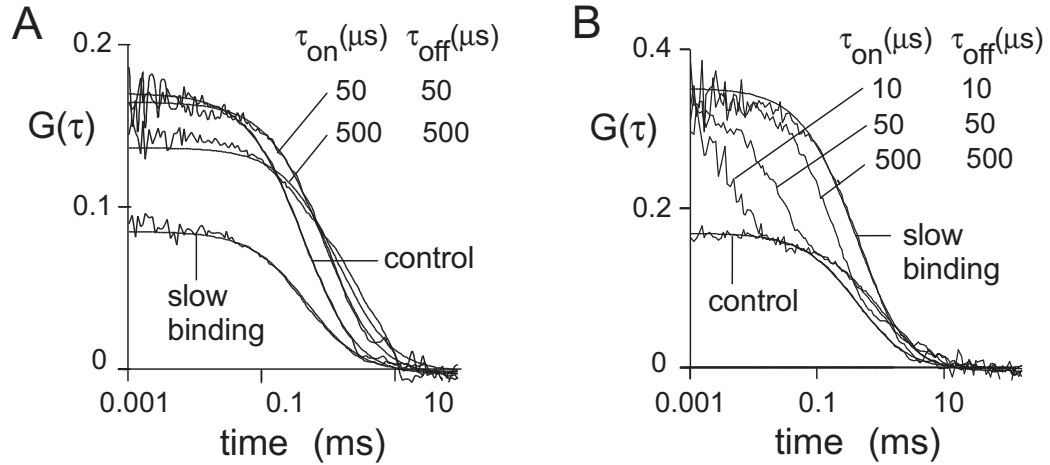 A
0.2
τon(μs) τoff(μs)
50 50
500 500
G(τ)
0.1
control
slow
binding
0
0.001 0.1 10
time (ms)
B
0.4
τon(μs) τoff(μs)
10 10
50 50
500 500
G(τ)
0.2
slow
binding
control
0
0.001 0.1 10
time (ms)